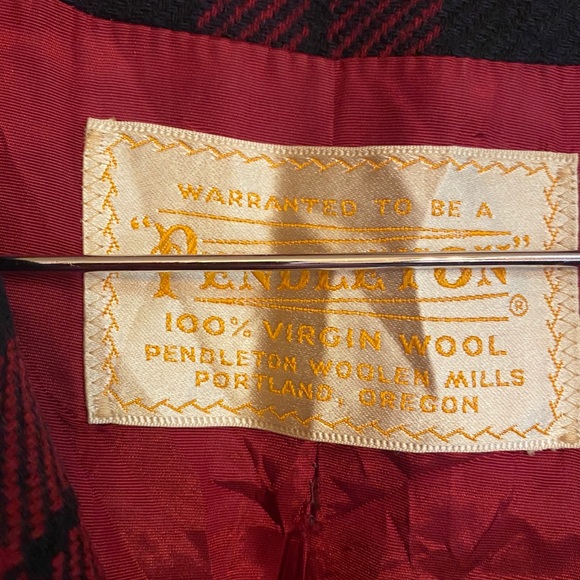 WARRANTED TO BE A
"PENDLETON"®
100% VIRGIN WOOL
PENDLETON WOOLEN MILLS
PORTLAND, OREGON